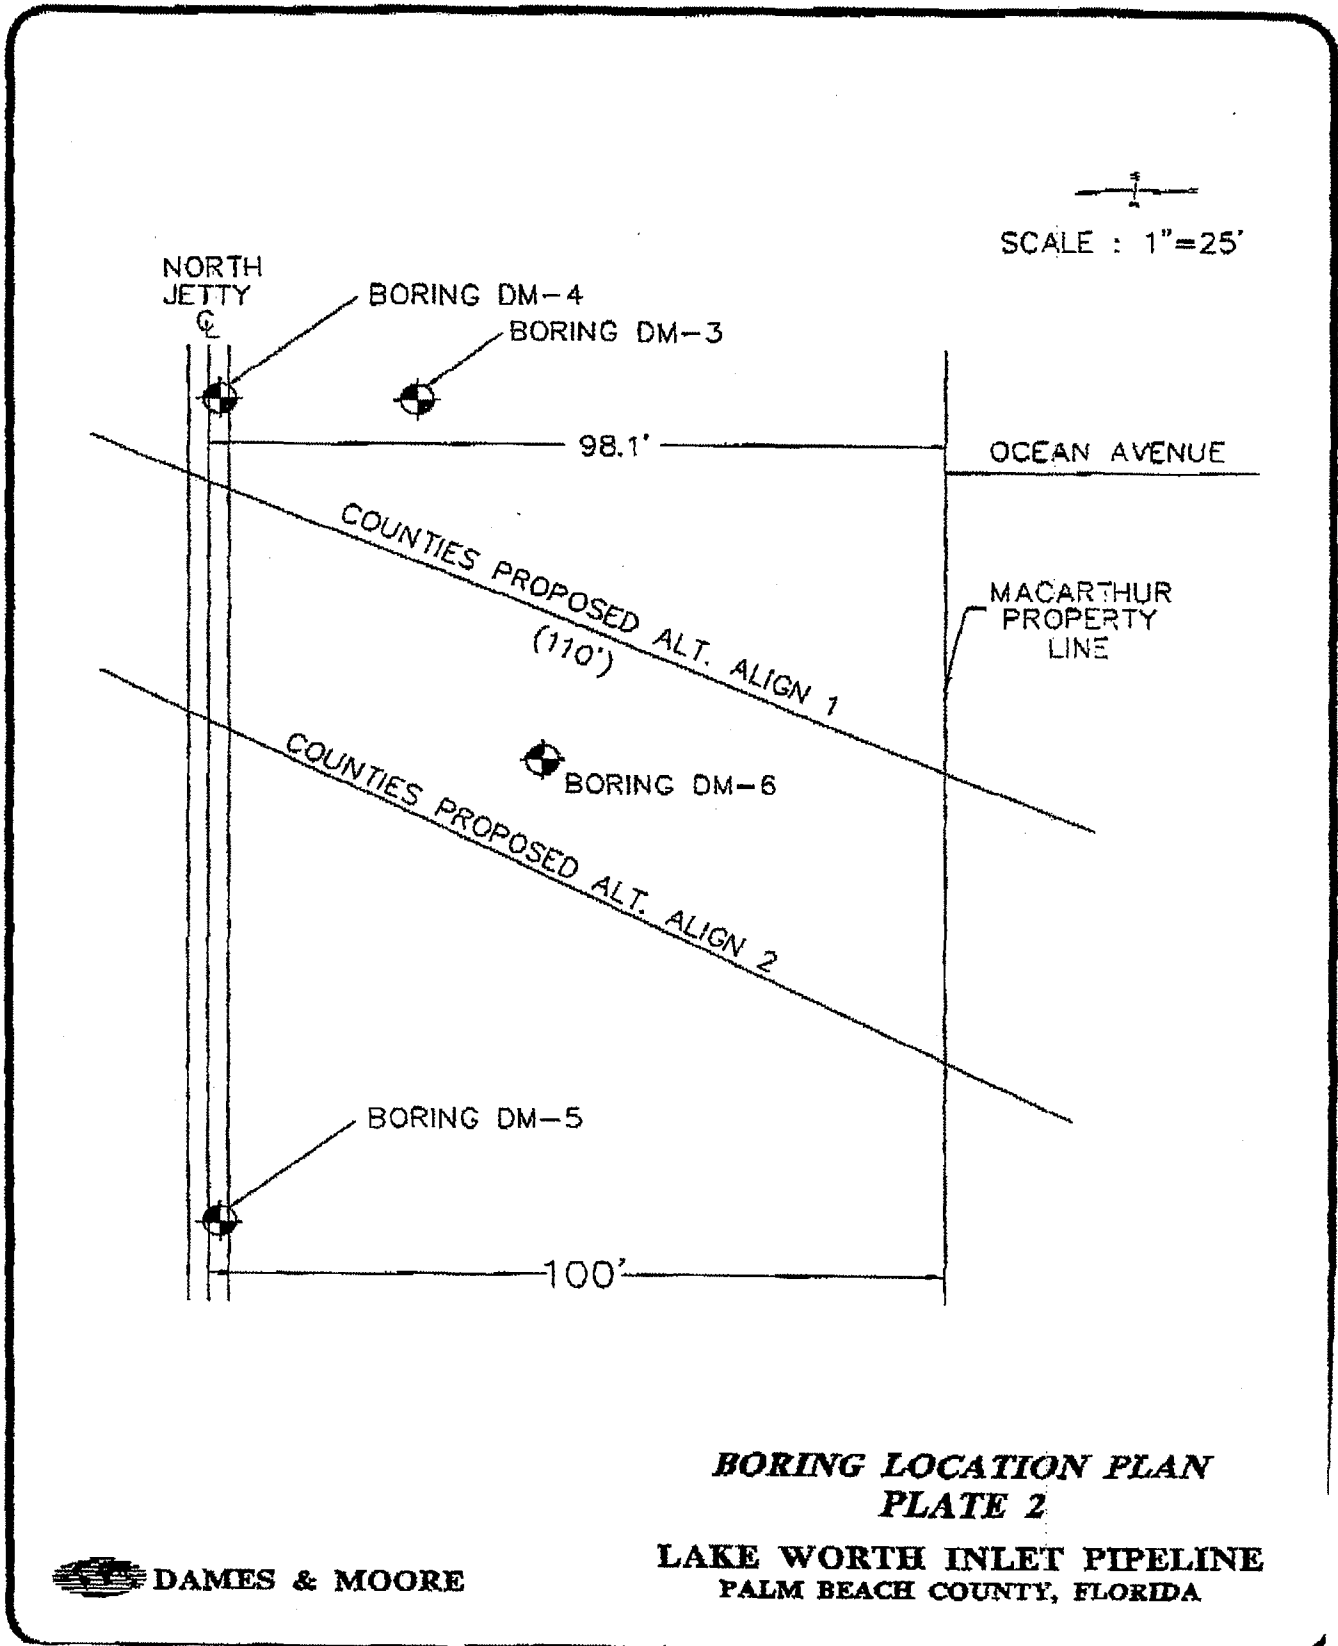 SCALE : 1"=25'
NORTH
JETTY
℄
BORING DM-4
BORING DM-3
98.1'
OCEAN AVENUE
COUNTIES PROPOSED ALT. ALIGN 1
(110')
MACARTHUR
PROPERTY
LINE
BORING DM-6
COUNTIES PROPOSED ALT. ALIGN 2
BORING DM-5
100'
BORING LOCATION PLAN
PLATE 2
LAKE WORTH INLET PIPELINE
PALM BEACH COUNTY, FLORIDA
DAMES & MOORE